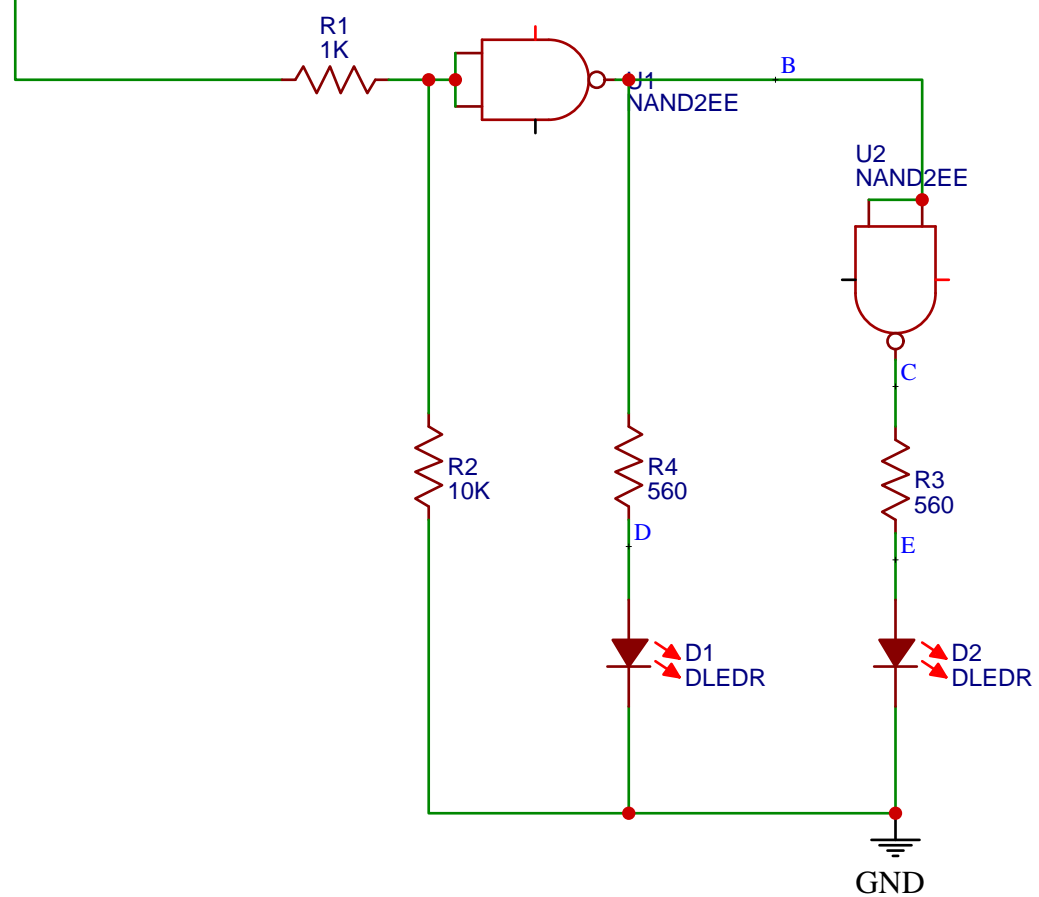 R1
1K
U1
NAND2EE
B
U2
NAND2EE
C
R2
10K
R4
560
R3
560
D
E
D1
DLEDR
D2
DLEDR
GND